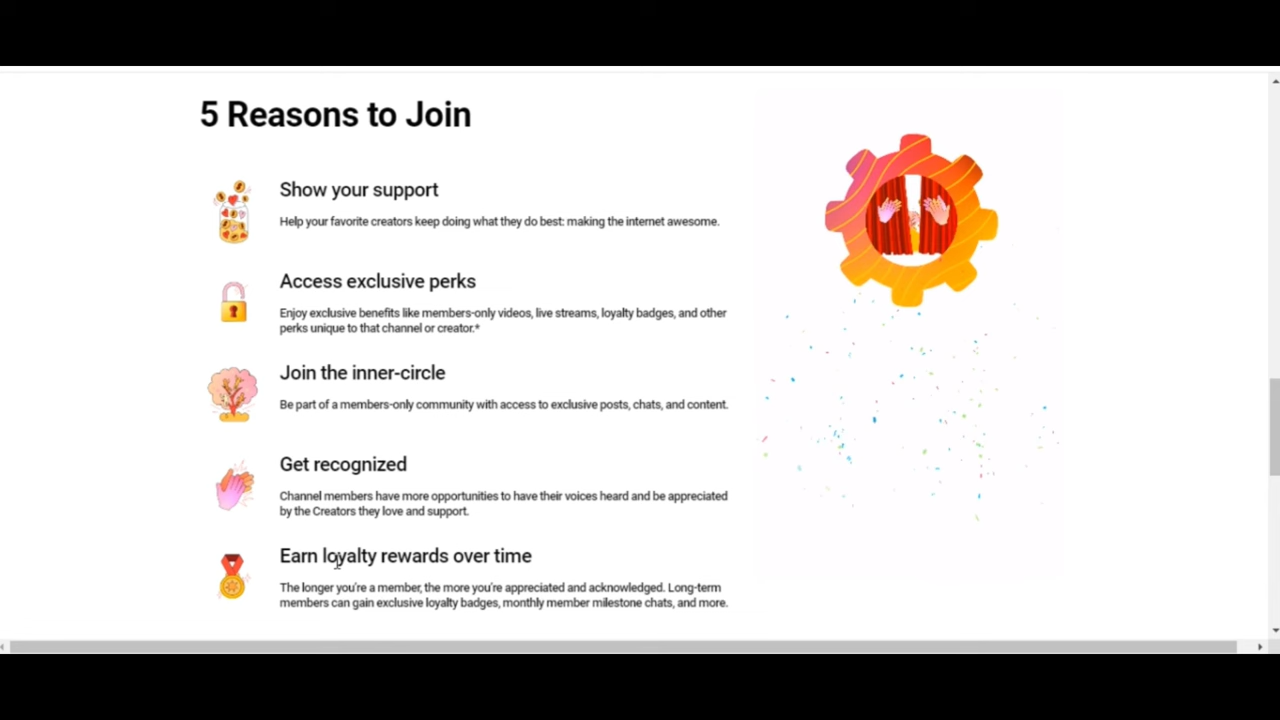 5 Reasons to Join
Show your support
Help your favorite creators keep doing what they do best: making the internet awesome.
Access exclusive perks
Enjoy exclusive benefits like members-only videos, live streams, loyalty badges, and other
perks unique to that channel or creator.*
Join the inner-circle
Be part of a members-only community with access to exclusive posts, chats, and content.
Get recognized
Channel members have more opportunities to have their voices heard and be appreciated
by the Creators they love and support.
Earn loyalty rewards over time
The longer you're a member, the more you're appreciated and acknowledged. Long-term
members can gain exclusive loyalty badges, monthly member milestone chats, and more.